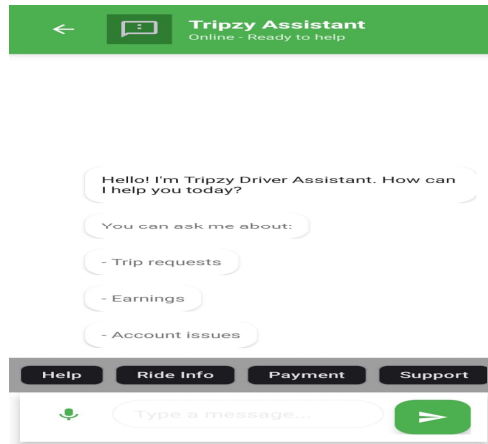 Tripzy Assistant
Online - Ready to help
Hello! I'm Tripzy Driver Assistant. How can
I help you today?
You can ask me about:
- Trip requests
- Earnings
- Account issues
Help Ride Info Payment Support
Type a message...